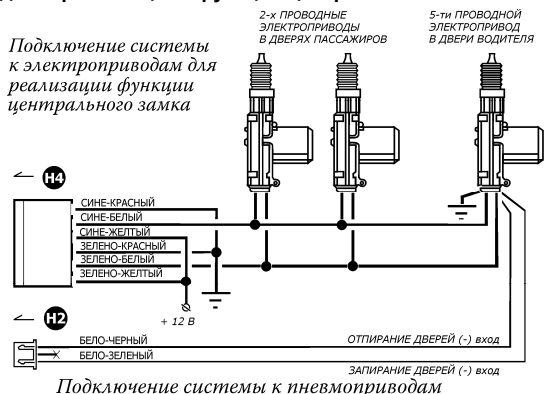 2-х ПРОВОДНЫЕ
ЭЛЕКТРОПРИВОДЫ
В ДВЕРЯХ ПАССАЖИРОВ
5-ти ПРОВОДНОЙ
ЭЛЕКТРОПРИВОД
В ДВЕРИ ВОДИТЕЛЯ
Подключение системы
к электроприводам для
реализации функции
центрального замка
H4
СИНЕ-КРАСНЫЙ
СИНЕ-БЕЛЫЙ
СИНЕ-ЖЕЛТЫЙ
ЗЕЛЕНО-КРАСНЫЙ
ЗЕЛЕНО-БЕЛЫЙ
ЗЕЛЕНО-ЖЕЛТЫЙ
+ 12 В
H2
БЕЛО-ЧЕРНЫЙ
ОТПИРАНИЕ ДВЕРЕЙ (-) вход
БЕЛО-ЗЕЛЕНЫЙ
ЗАПИРАНИЕ ДВЕРЕЙ (-) вход
Подключение системы к пневмоприводам